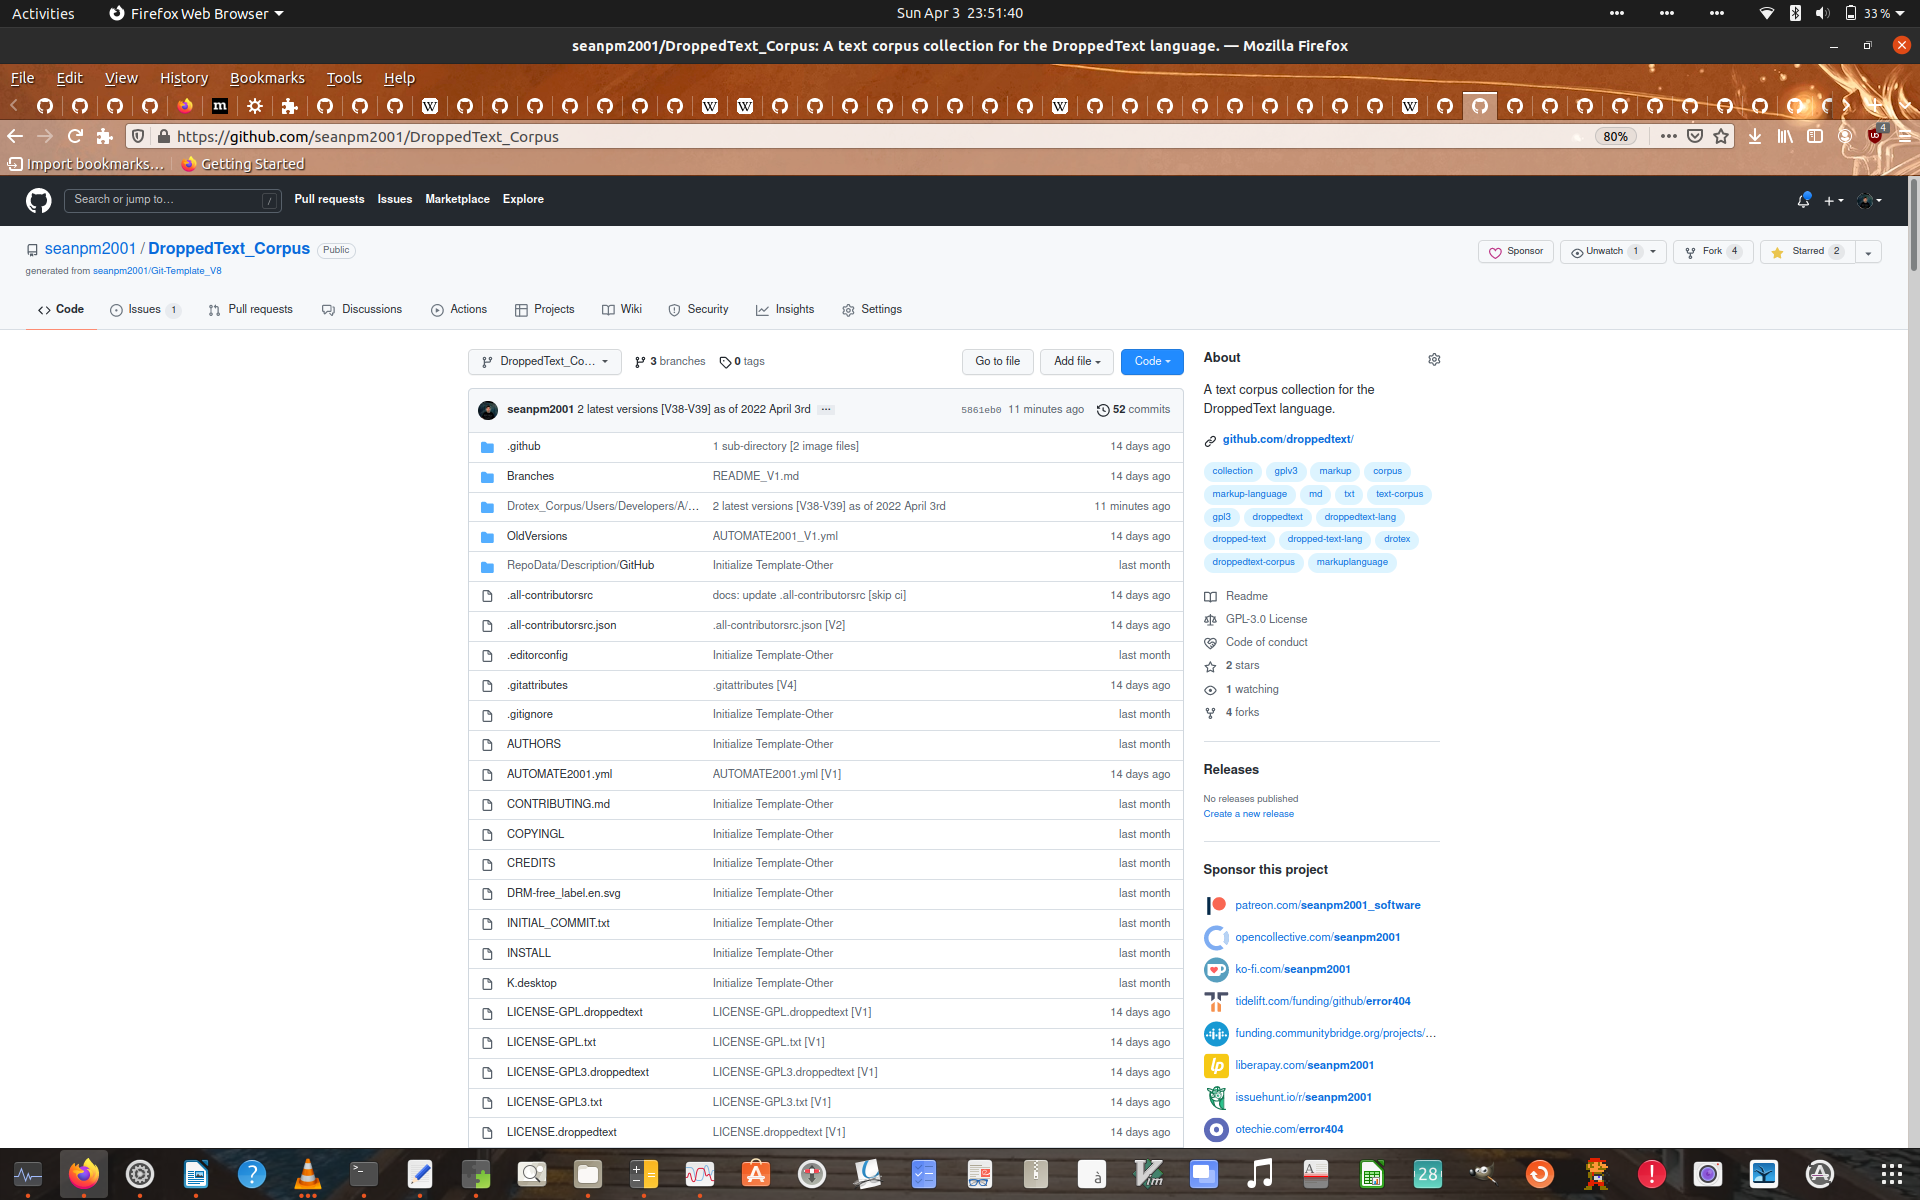 Activities
Firefox Web Browser
Sun Apr 3 23:51:40
33 %
seanpm2001/DroppedText_Corpus: A text corpus collection for the DroppedText language. — Mozilla Firefox
File Edit View History Bookmarks Tools Help
https://github.com/seanpm2001/DroppedText_Corpus
80%
4
Import bookmarks…
Getting Started
Search or jump to…
/
Pull requests Issues Marketplace Explore
seanpm2001 / DroppedText_Corpus Public
generated from seanpm2001/Git-Template_V8
Sponsor
Unwatch 1
Fork 4
Starred 2
Code
Issues 1
Pull requests
Discussions
Actions
Projects
Wiki
Security
Insights
Settings
DroppedText_Co…
3 branches
0 tags
Go to file
Add file
Code
seanpm2001 2 latest versions [V38-V39] as of 2022 April 3rd
5861eb0 11 minutes ago 52 commits
.github 1 sub-directory [2 image files] 14 days ago
Branches README_V1.md 14 days ago
Drotex_Corpus/Users/Developers/A/… 2 latest versions [V38-V39] as of 2022 April 3rd 11 minutes ago
OldVersions AUTOMATE2001_V1.yml 14 days ago
RepoData/Description/GitHub Initialize Template-Other last month
.all-contributorsrc docs: update .all-contributorsrc [skip ci] 14 days ago
.all-contributorsrc.json .all-contributorsrc.json [V2] 14 days ago
.editorconfig Initialize Template-Other last month
.gitattributes .gitattributes [V4] 14 days ago
.gitignore Initialize Template-Other last month
AUTHORS Initialize Template-Other last month
AUTOMATE2001.yml AUTOMATE2001.yml [V1] 14 days ago
CONTRIBUTING.md Initialize Template-Other last month
COPYINGL Initialize Template-Other last month
CREDITS Initialize Template-Other last month
DRM-free_label.en.svg Initialize Template-Other last month
INITIAL_COMMIT.txt Initialize Template-Other last month
INSTALL Initialize Template-Other last month
K.desktop Initialize Template-Other last month
LICENSE-GPL.droppedtext LICENSE-GPL.droppedtext [V1] 14 days ago
LICENSE-GPL.txt LICENSE-GPL.txt [V1] 14 days ago
LICENSE-GPL3.droppedtext LICENSE-GPL3.droppedtext [V1] 14 days ago
LICENSE-GPL3.txt LICENSE-GPL3.txt [V1] 14 days ago
LICENSE.droppedtext LICENSE.droppedtext [V1] 14 days ago
About
A text corpus collection for the
DroppedText language.
github.com/droppedtext/
collection gplv3 markup corpus
markup-language md txt text-corpus
gpl3 droppedtext droppedtext-lang
dropped-text dropped-text-lang drotex
droppedtext-corpus markuplanguage
Readme
GPL-3.0 License
Code of conduct
2 stars
1 watching
4 forks
Releases
No releases published
Create a new release
Sponsor this project
patreon.com/seanpm2001_software
opencollective.com/seanpm2001
ko-fi.com/seanpm2001
tidelift.com/funding/github/error404
funding.communitybridge.org/projects/…
liberapay.com/seanpm2001
issuehunt.io/r/seanpm2001
otechie.com/error404
28